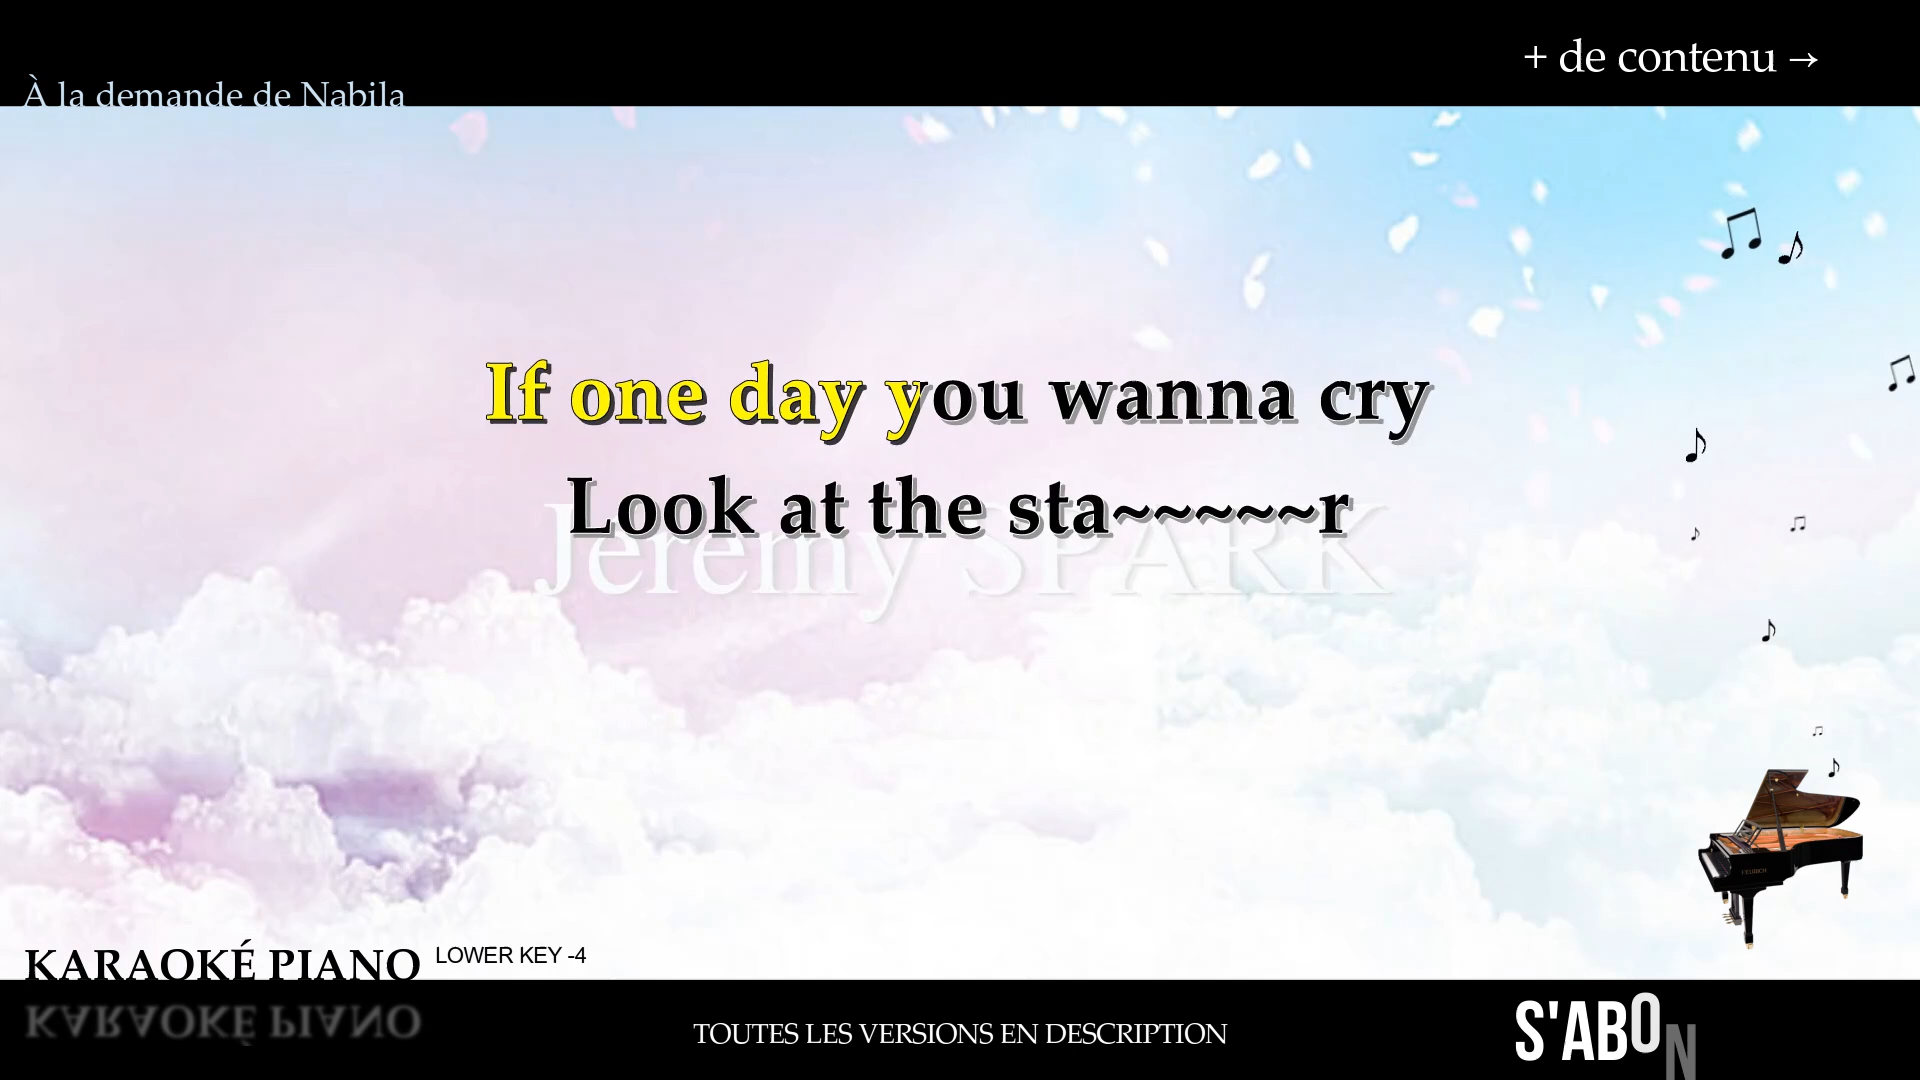 + de contenu →
À la demande de Nabila
If one day you wanna cry
Look at the sta~~~~~r
Jeremy SPARK
KARAOKÉ PIANO LOWER KEY -4
KARAOKÉ PIANO
TOUTES LES VERSIONS EN DESCRIPTION
S'ABON